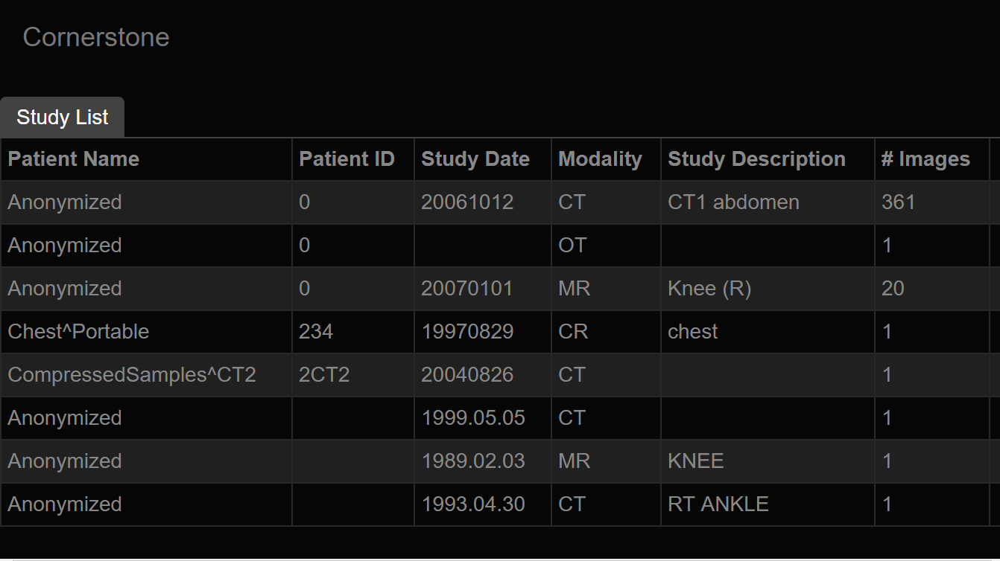 Cornerstone
Study List
Patient Name Patient ID Study Date Modality Study Description # Images
Anonymized 0 20061012 CT CT1 abdomen 361
Anonymized 0 OT 1
Anonymized 0 20070101 MR Knee (R) 20
Chest^Portable 234 19970829 CR chest 1
CompressedSamples^CT2 2CT2 20040826 CT 1
Anonymized 1999.05.05 CT 1
Anonymized 1989.02.03 MR KNEE 1
Anonymized 1993.04.30 CT RT ANKLE 1